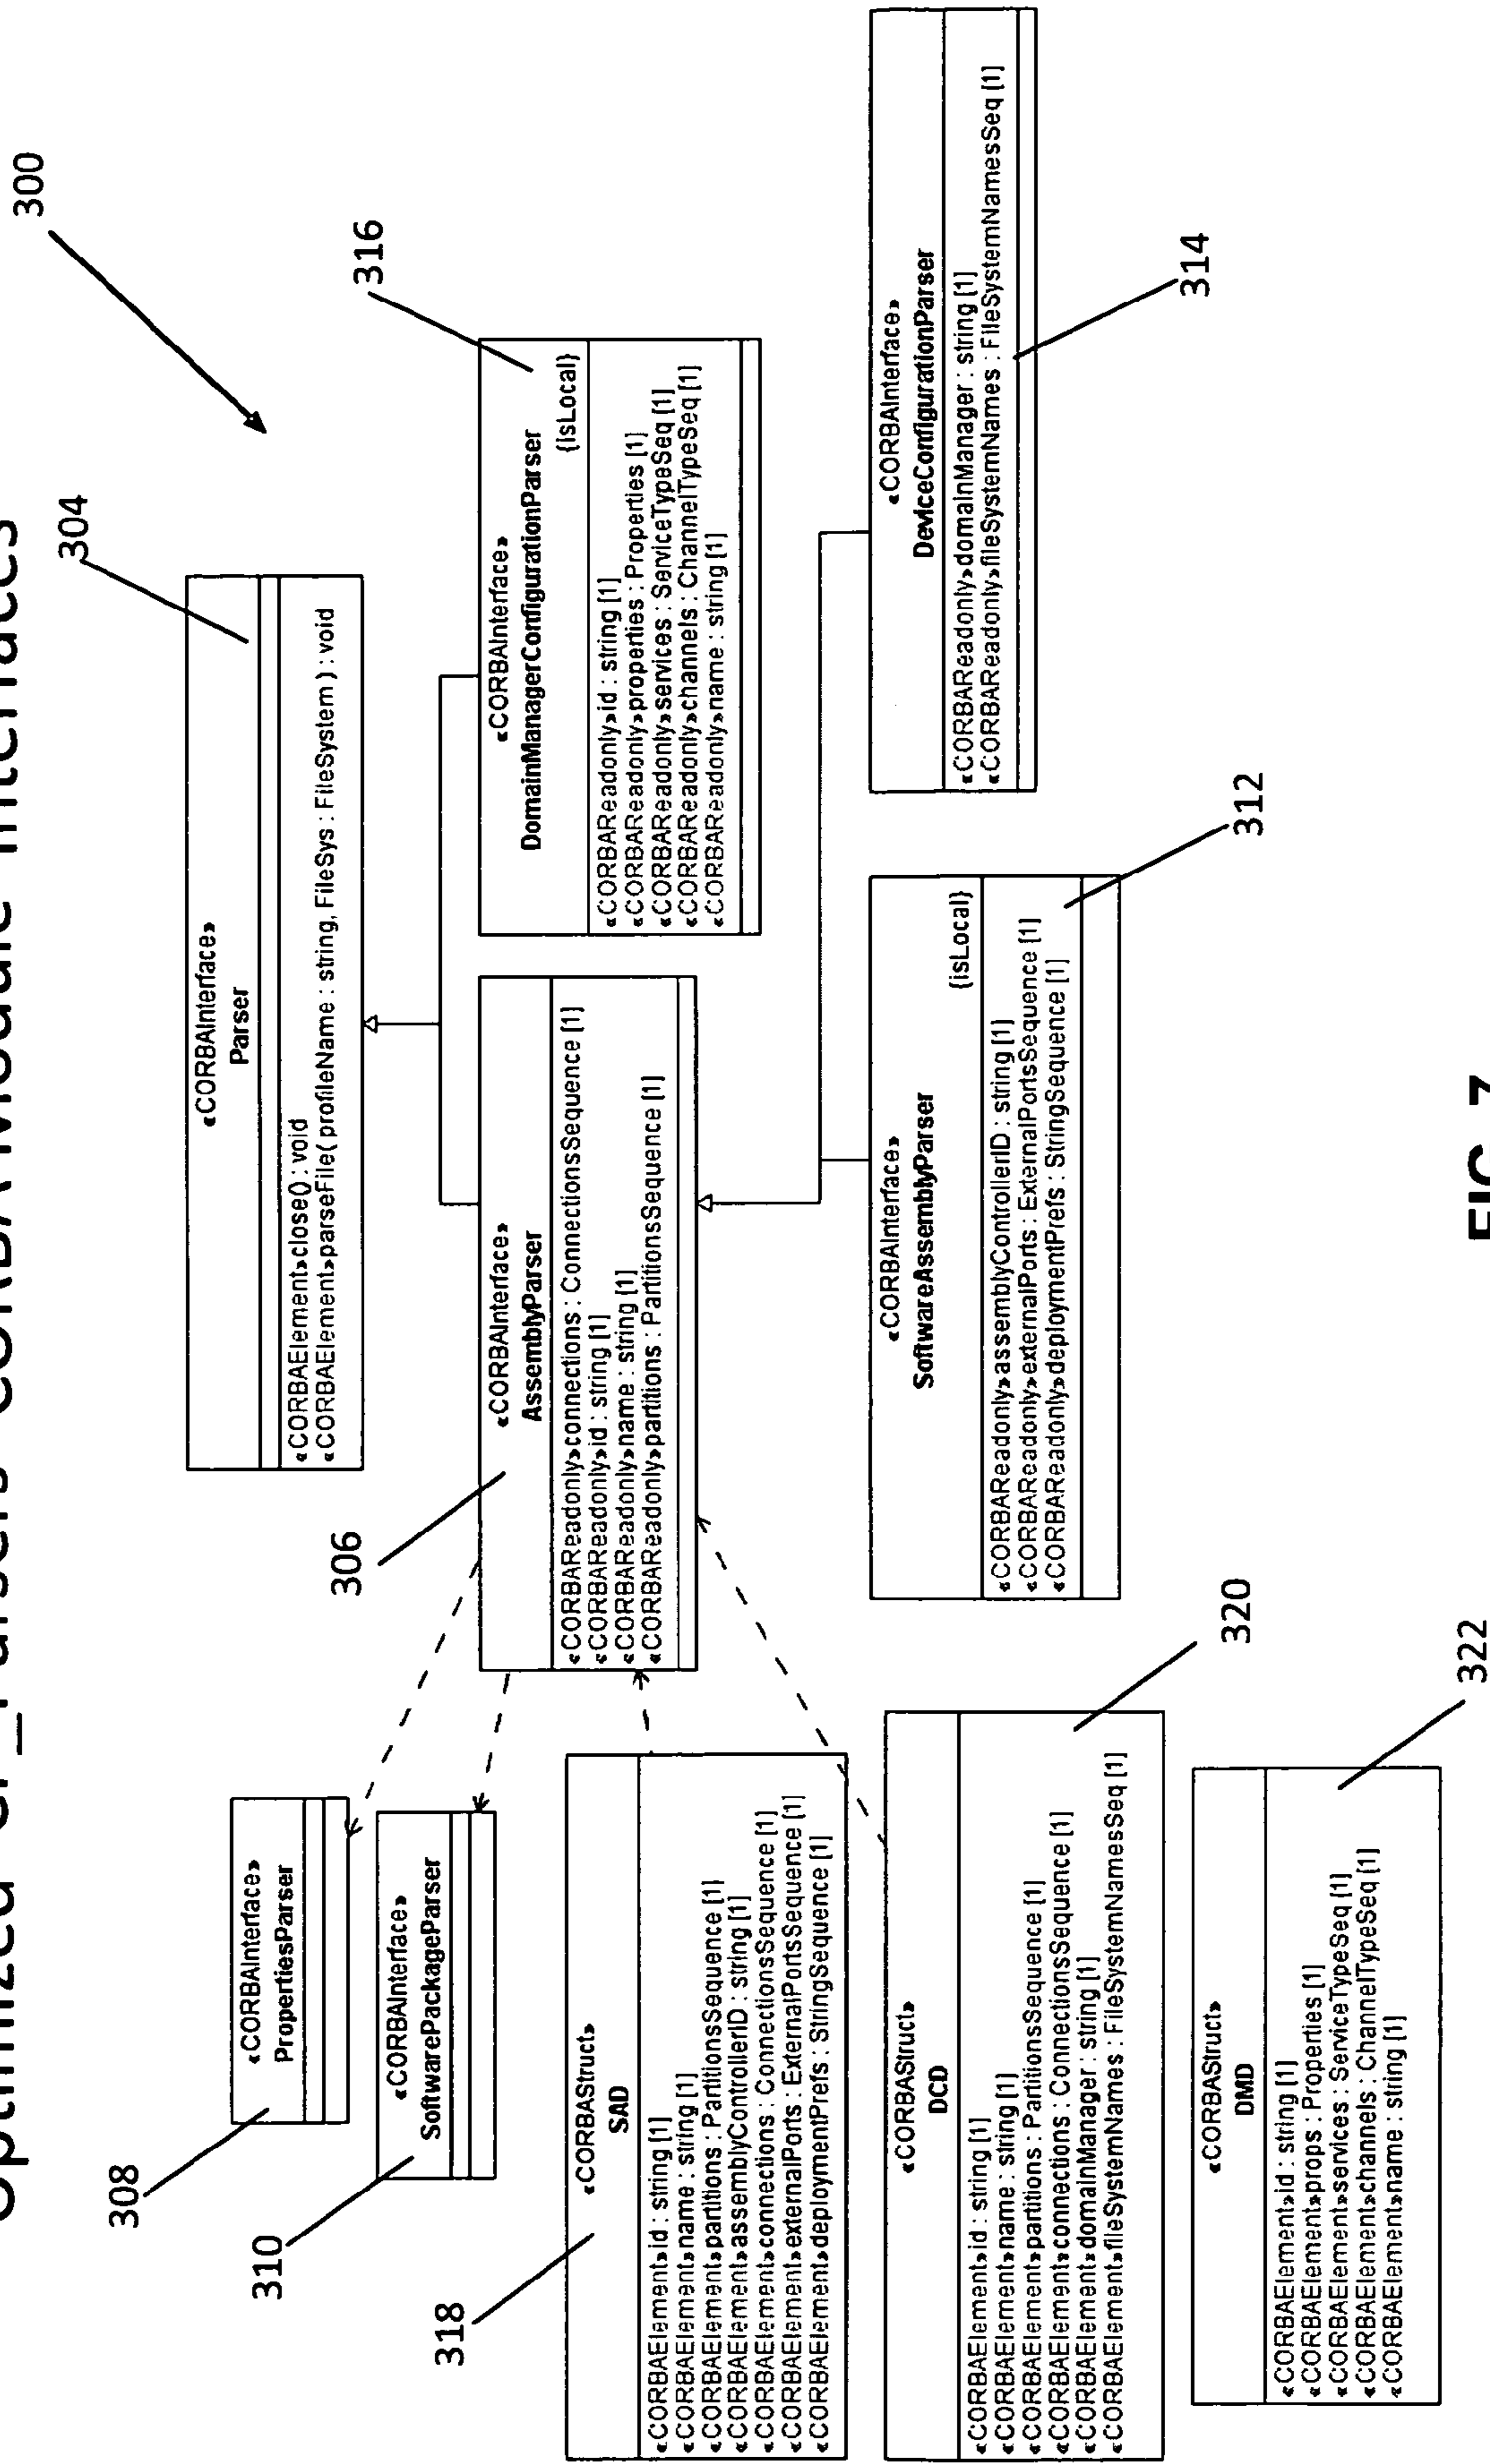 Optimized CF_Parsers CORBA Module Interfaces
300
304
«CORBAInterface»
Parser
«CORBAElement»close() : void
«CORBAElement»parseFile( profileName : string, FileSys : FileSystem ) : void
308
«CORBAInterface»
PropertiesParser
310
«CORBAInterface»
SoftwarePackageParser
306
«CORBAInterface»
AssemblyParser
«CORBAReadonly»connections : ConnectionsSequence [1]
«CORBAReadonly»id : string [1]
«CORBAReadonly»name : string [1]
«CORBAReadonly»partitions : PartitionsSequence [1]
316
«CORBAInterface»
DomainManagerConfigurationParser
{isLocal}
«CORBAReadonly»id : string [1]
«CORBAReadonly»properties : Properties [1]
«CORBAReadonly»services : ServiceTypeSeq [1]
«CORBAReadonly»channels : ChannelTypeSeq [1]
«CORBAReadonly»name : string [1]
318
«CORBAStruct»
SAD
«CORBAElement»id : string [1]
«CORBAElement»name : string [1]
«CORBAElement»partitions : PartitionsSequence [1]
«CORBAElement»assemblyControllerID : string [1]
«CORBAElement»connections : ConnectionsSequence [1]
«CORBAElement»externalPorts : ExternalPortsSequence [1]
«CORBAElement»deploymentPrefs : StringSequence [1]
«CORBAInterface»
SoftwareAssemblyParser
{isLocal}
«CORBAReadonly»assemblyControllerID : string [1]
«CORBAReadonly»externalPorts : ExternalPortsSequence [1]
«CORBAReadonly»deploymentPrefs : StringSequence [1]
312
«CORBAInterface»
DeviceConfigurationParser
«CORBAReadonly»domainManager : string [1]
«CORBAReadonly»fileSystemNames : FileSystemNamesSeq [1]
314
«CORBAStruct»
DCD
«CORBAElement»id : string [1]
«CORBAElement»name : string [1]
«CORBAElement»partitions : PartitionsSequence [1]
«CORBAElement»connections : ConnectionsSequence [1]
«CORBAElement»domainManager : string [1]
«CORBAElement»fileSystemNames : FileSystemNamesSeq [1]
320
«CORBAStruct»
DMD
«CORBAElement»id : string [1]
«CORBAElement»props : Properties [1]
«CORBAElement»services : ServiceTypeSeq [1]
«CORBAElement»channels : ChannelTypeSeq [1]
«CORBAElement»name : string [1]
322
FIG. 7